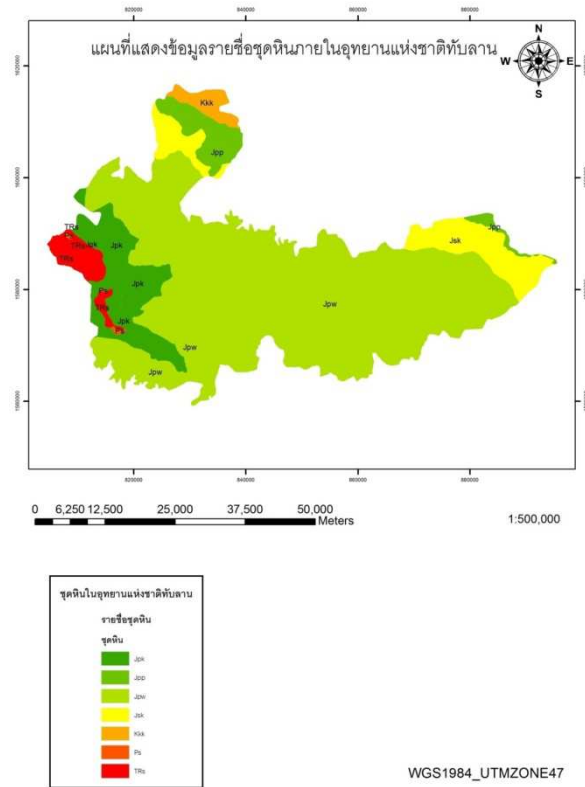 แผนที่แสดงข้อมูลรายชื่อชุดหินภายในอุทยานแห่งชาติทับลาน
N
W E
S
820000 840000 860000 880000
1600000
Kkk
Jpp
TRs
Jpk
TRs
Jpk
Ps
Jpk
Jpw
Jpw
Jpw
Jsk
Jpp
820000 840000 860000 880000
0 6,250 12,500 25,000 37,500 50,000
Meters
1:500,000
ชุดหินในอุทยานแห่งชาติทับลาน
รายชื่อชุดหิน
ชุดหิน
Jpk
Jpp
Jpw
Jsk
Kkk
Ps
TRs
WGS1984_UTMZONE47